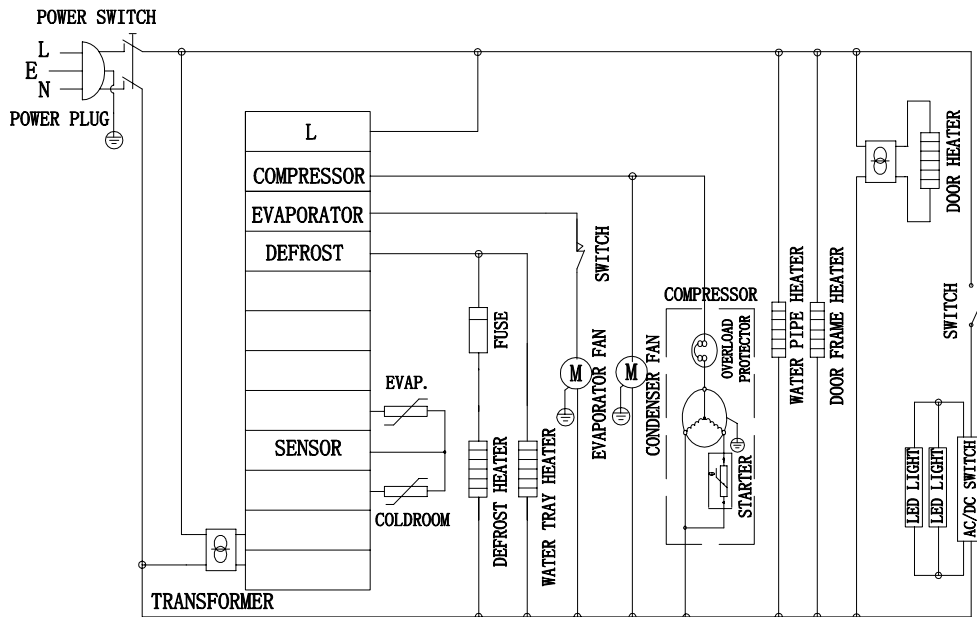 POWER SWITCH
L
E
N
POWER PLUG
L
COMPRESSOR
EVAPORATOR
DEFROST
SENSOR
EVAP.
COLDROOM
TRANSFORMER
FUSE
DEFROST HEATER
WATER TRAY HEATER
SWITCH
M
EVAPORATOR FAN
M
CONDENSER FAN
COMPRESSOR
OVERLOAD
PROTECTOR
STARTER
WATER PIPE HEATER
DOOR FRAME HEATER
DOOR HEATER
SWITCH
LED LIGHT
LED LIGHT
AC/DC SWITCH